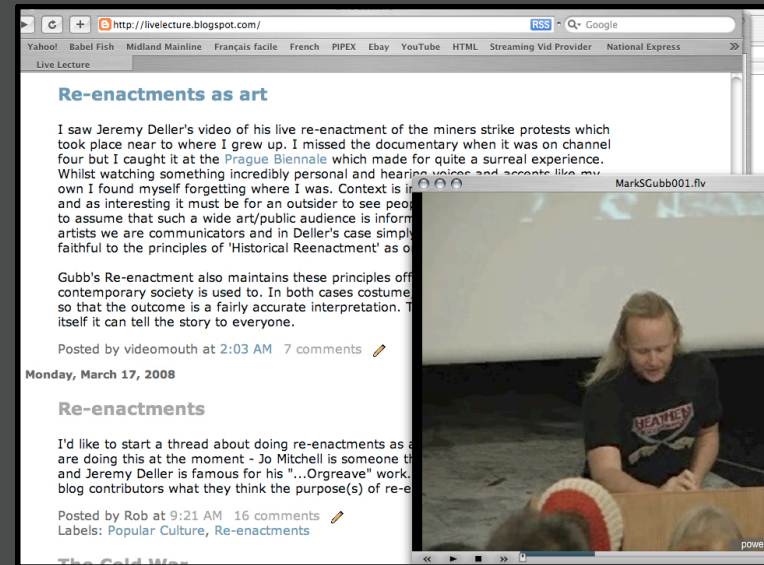 http://livelecture.blogspot.com/
RSS
Google
Yahoo! Babel Fish Midland Mainline Français facile French PIPEX Ebay YouTube HTML Streaming Vid Provider National Express
Live Lecture
Re-enactments as art
I saw Jeremy Deller's video of his live re-enactment of the miners strike protests which
took place near to where I grew up. I missed the documentary when it was on channel
four but I caught it at the Prague Biennale which made for quite a surreal experience.
Whilst watching something incredibly personal and hearing voices and accents like my
own I found myself forgetting where I was. Context is
and as interesting it must be for an outsider to see
to assume that such a wide art/public audience is
artists we are communicators and in Deller's case simply
faithful to the principles of 'Historical Reenactment' as
Gubb's Re-enactment also maintains these principles
contemporary society is used to. In both cases costume,
so that the outcome is a fairly accurate interpretation.
itself it can tell the story to everyone.
Posted by videomouth at 2:03 AM 7 comments
Monday, March 17, 2008
Re-enactments
I'd like to start a thread about doing re-enactments as
are doing this at the moment - Jo Mitchell is someone
and Jeremy Deller is famous for his "...Orgreave" work.
blog contributors what they think the purpose(s) of
Posted by Rob at 9:21 AM 16 comments
Labels: Popular Culture, Re-enactments
The Cold War
MarkSGubb001.flv
HEATHEN